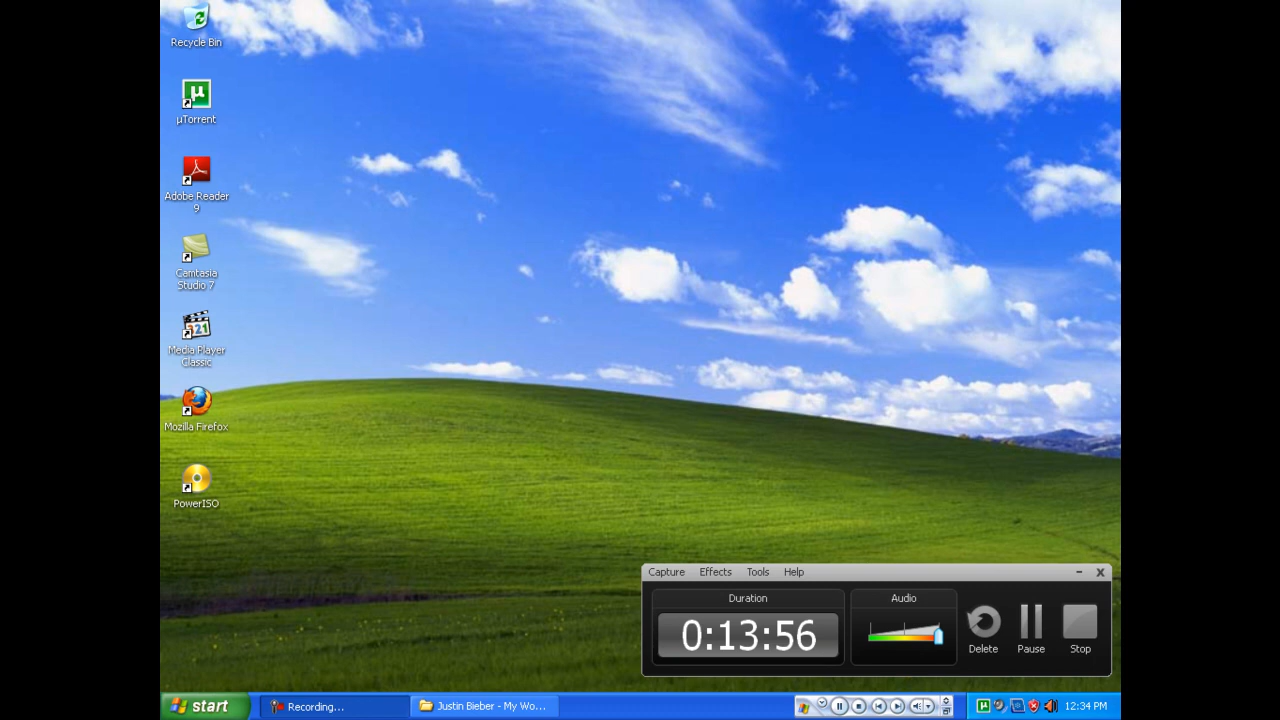 Recycle Bin
µTorrent
Adobe Reader
9
Camtasia
Studio 7
Media Player
Classic
Mozilla Firefox
PowerISO
Capture Effects Tools Help
Duration
Audio
0:13:56
Delete Pause Stop
start
Recording...
Justin Bieber - My Wo...
12:34 PM